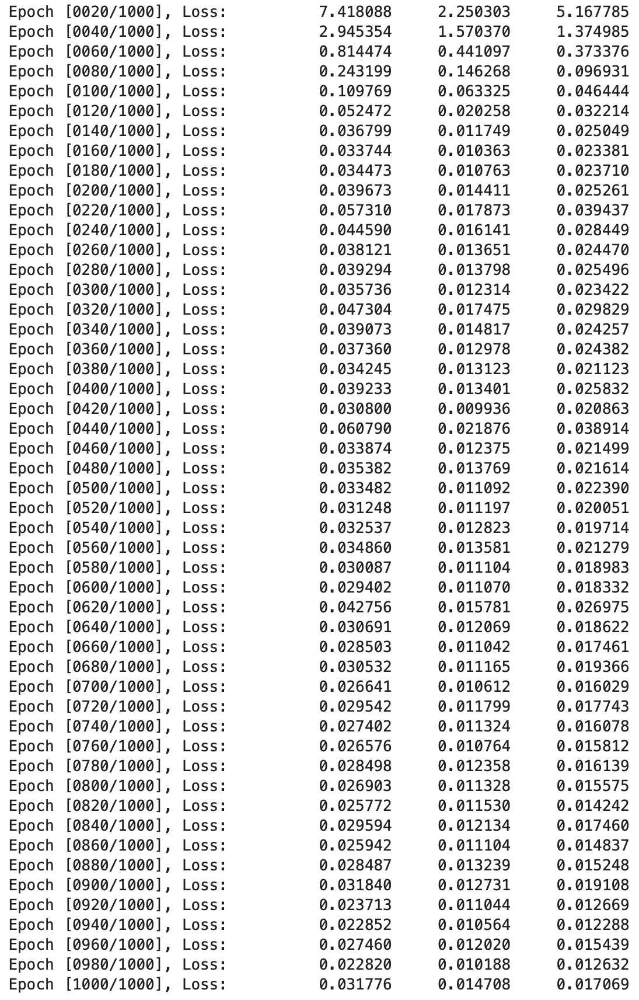 Epoch [0020/1000], Loss: 7.418088 2.250303 5.167785
Epoch [0040/1000], Loss: 2.945354 1.570370 1.374985
Epoch [0060/1000], Loss: 0.814474 0.441097 0.373376
Epoch [0080/1000], Loss: 0.243199 0.146268 0.096931
Epoch [0100/1000], Loss: 0.109769 0.063325 0.046444
Epoch [0120/1000], Loss: 0.052472 0.020258 0.032214
Epoch [0140/1000], Loss: 0.036799 0.011749 0.025049
Epoch [0160/1000], Loss: 0.033744 0.010363 0.023381
Epoch [0180/1000], Loss: 0.034473 0.010763 0.023710
Epoch [0200/1000], Loss: 0.039673 0.014411 0.025261
Epoch [0220/1000], Loss: 0.057310 0.017873 0.039437
Epoch [0240/1000], Loss: 0.044590 0.016141 0.028449
Epoch [0260/1000], Loss: 0.038121 0.013651 0.024470
Epoch [0280/1000], Loss: 0.039294 0.013798 0.025496
Epoch [0300/1000], Loss: 0.035736 0.012314 0.023422
Epoch [0320/1000], Loss: 0.047304 0.017475 0.029829
Epoch [0340/1000], Loss: 0.039073 0.014817 0.024257
Epoch [0360/1000], Loss: 0.037360 0.012978 0.024382
Epoch [0380/1000], Loss: 0.034245 0.013123 0.021123
Epoch [0400/1000], Loss: 0.039233 0.013401 0.025832
Epoch [0420/1000], Loss: 0.030800 0.009936 0.020863
Epoch [0440/1000], Loss: 0.060790 0.021876 0.038914
Epoch [0460/1000], Loss: 0.033874 0.012375 0.021499
Epoch [0480/1000], Loss: 0.035382 0.013769 0.021614
Epoch [0500/1000], Loss: 0.033482 0.011092 0.022390
Epoch [0520/1000], Loss: 0.031248 0.011197 0.020051
Epoch [0540/1000], Loss: 0.032537 0.012823 0.019714
Epoch [0560/1000], Loss: 0.034860 0.013581 0.021279
Epoch [0580/1000], Loss: 0.030087 0.011104 0.018983
Epoch [0600/1000], Loss: 0.029402 0.011070 0.018332
Epoch [0620/1000], Loss: 0.042756 0.015781 0.026975
Epoch [0640/1000], Loss: 0.030691 0.012069 0.018622
Epoch [0660/1000], Loss: 0.028503 0.011042 0.017461
Epoch [0680/1000], Loss: 0.030532 0.011165 0.019366
Epoch [0700/1000], Loss: 0.026641 0.010612 0.016029
Epoch [0720/1000], Loss: 0.029542 0.011799 0.017743
Epoch [0740/1000], Loss: 0.027402 0.011324 0.016078
Epoch [0760/1000], Loss: 0.026576 0.010764 0.015812
Epoch [0780/1000], Loss: 0.028498 0.012358 0.016139
Epoch [0800/1000], Loss: 0.026903 0.011328 0.015575
Epoch [0820/1000], Loss: 0.025772 0.011530 0.014242
Epoch [0840/1000], Loss: 0.029594 0.012134 0.017460
Epoch [0860/1000], Loss: 0.025942 0.011104 0.014837
Epoch [0880/1000], Loss: 0.028487 0.013239 0.015248
Epoch [0900/1000], Loss: 0.031840 0.012731 0.019108
Epoch [0920/1000], Loss: 0.023713 0.011044 0.012669
Epoch [0940/1000], Loss: 0.022852 0.010564 0.012288
Epoch [0960/1000], Loss: 0.027460 0.012020 0.015439
Epoch [0980/1000], Loss: 0.022820 0.010188 0.012632
Epoch [1000/1000], Loss: 0.031776 0.014708 0.017069